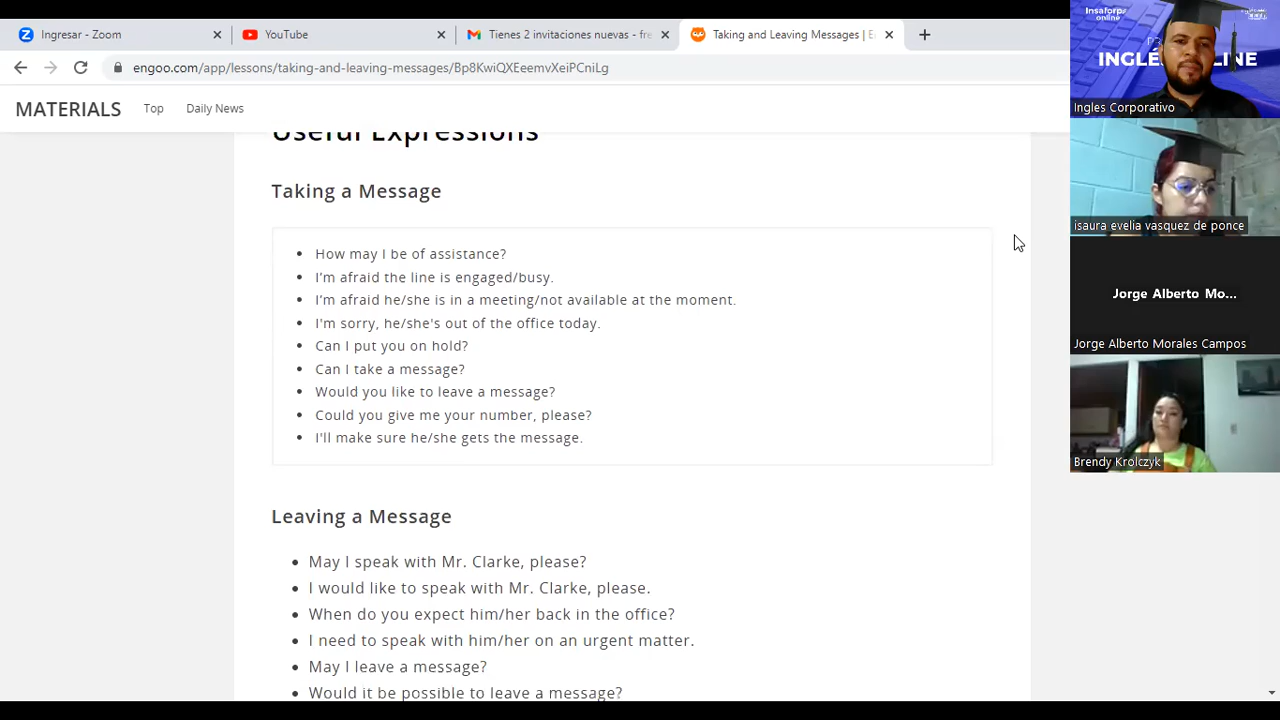 Ingresar - Zoom
YouTube
Tienes 2 invitaciones nuevas - fre
Taking and Leaving Messages | E
engoo.com/app/lessons/taking-and-leaving-messages/Bp8KwiQXEeiwwKeiPCniLg
MATERIALS Top Daily News
Useful Expressions
Taking a Message
• How may I be of assistance?
• I'm afraid the line is engaged/busy.
• I'm afraid he/she is in a meeting/not available at the moment.
• I'm sorry, he/she's out of the office today.
• Can I put you on hold?
• Can I take a message?
• Would you like to leave a message?
• Could you give me your number, please?
• I'll make sure he/she gets the message.
Leaving a Message
• May I speak with Mr. Clarke, please?
• I would like to speak with Mr. Clarke, please.
• When do you expect him/her back in the office?
• I need to speak with him/her on an urgent matter.
• May I leave a message?
• Would it be possible to leave a message?
Insaforp
online
Ingles Corporativo
isaura evelia vasquez de ponce
Jorge Alberto Mo...
Jorge Alberto Morales Campos
Brendy Krolczyk